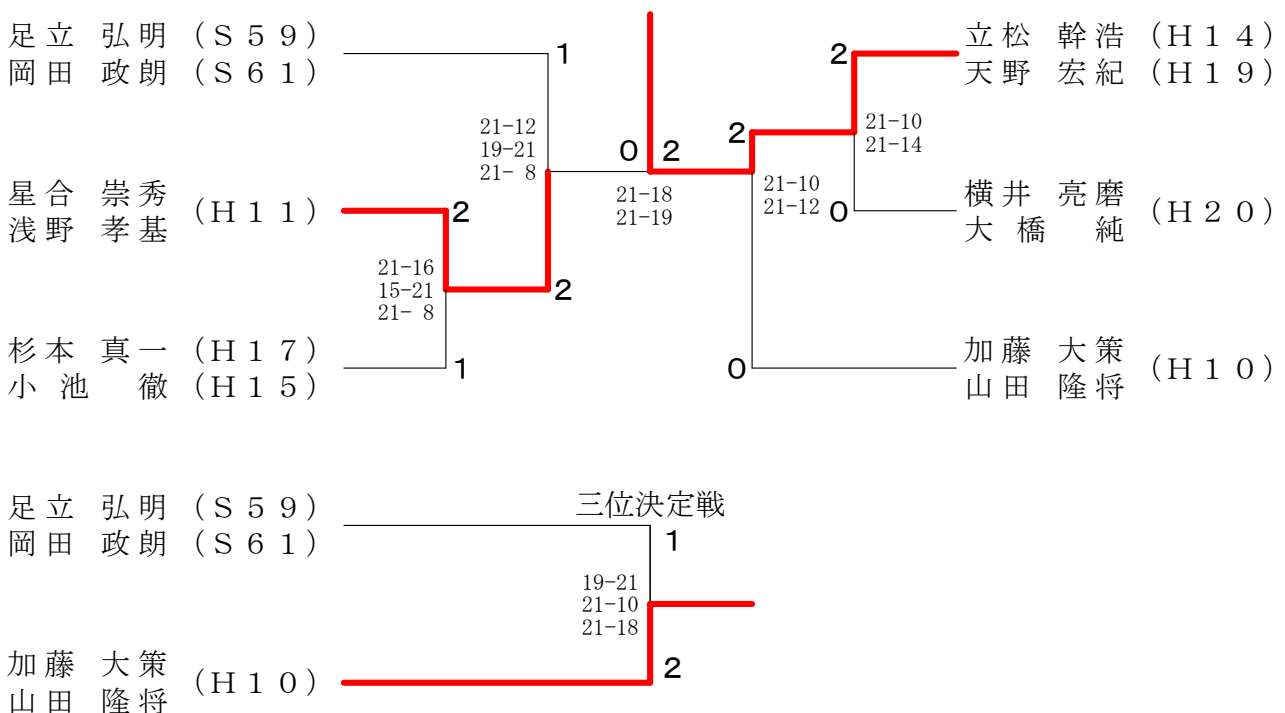 足立 弘明 (S59)
岡田 政朗 (S61)
1
21-12
19-21
21- 8
星合 崇秀
浅野 孝基
(H11)
2
21-16
15-21
21- 8
2
杉本 真一 (H17)
小池 徹 (H15)
1
0 2
21-18
21-19
立松 幹浩 (H14)
天野 宏紀 (H19)
2
21-10
21-14
2
21-10
21-12
0
横井 亮磨
大橋 純
(H20)
加藤 大策
山田 隆将
(H10)
0
三位決定戦
足立 弘明 (S59)
岡田 政朗 (S61)
1
19-21
21-10
21-18
加藤 大策
山田 隆将
(H10)
2